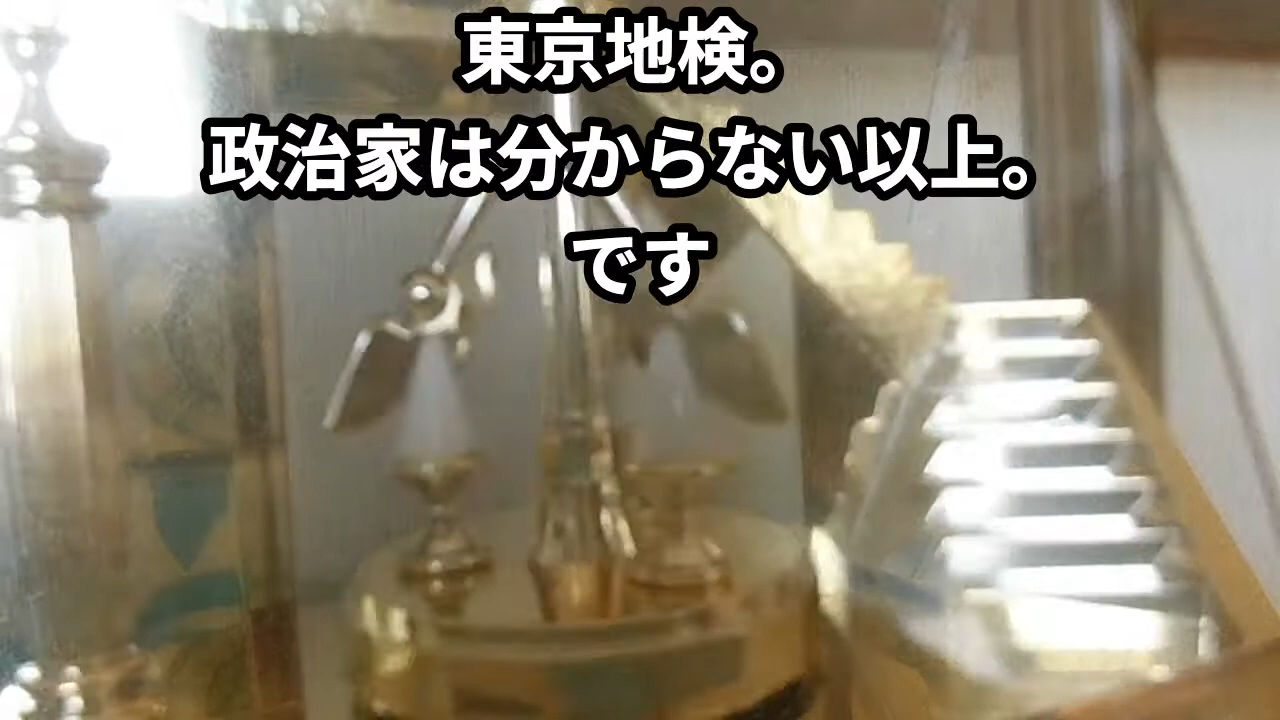 東京地検。
政治家は分からない以上。
です